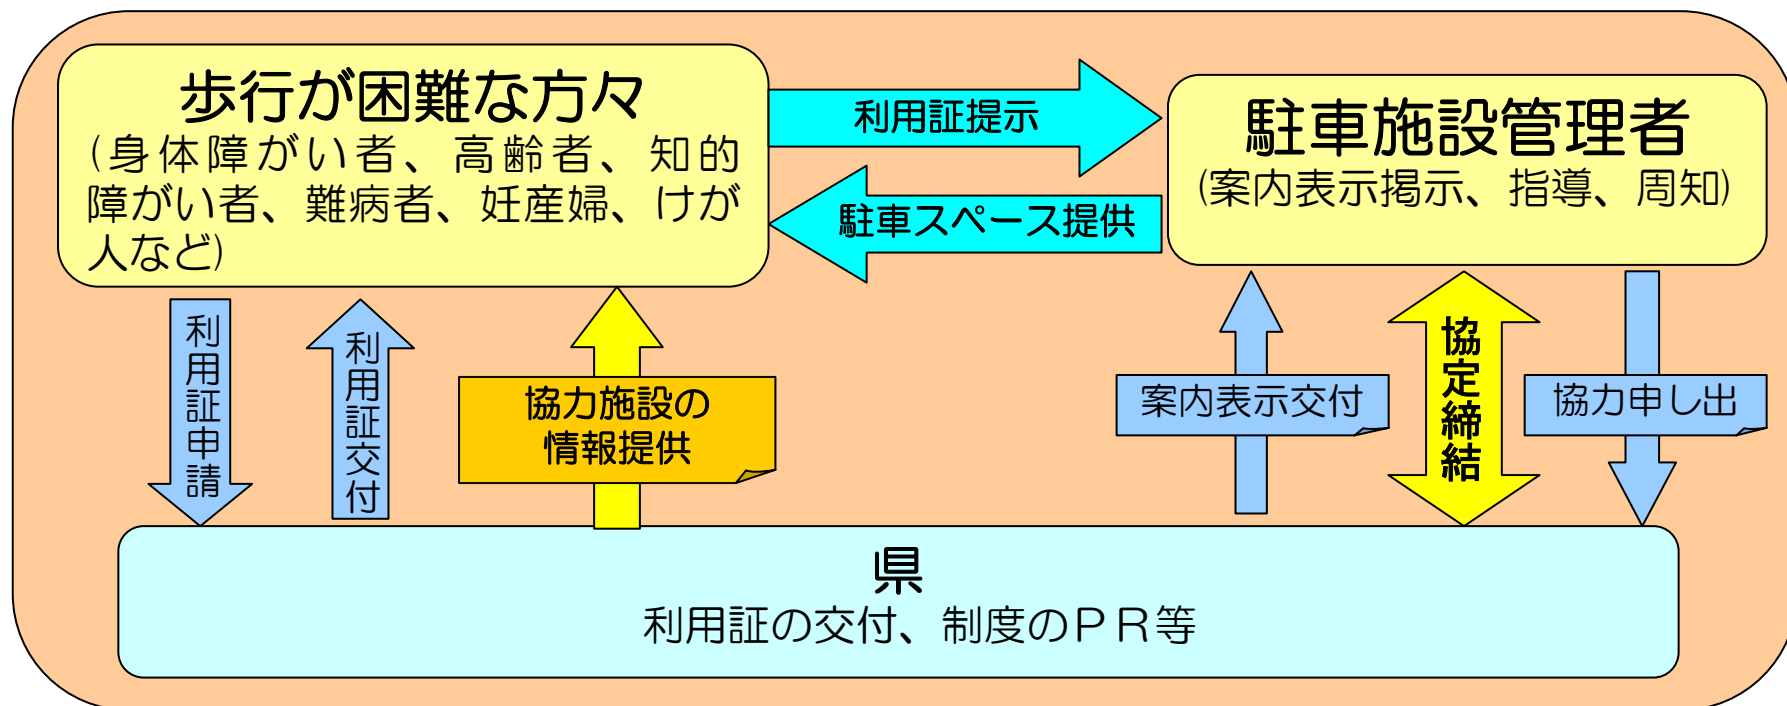 歩行が困難な方々
(身体障がい者、高齢者、知的
障がい者、難病者、妊産婦、けが
人など)
利用証提示
駐車スペース提供
駐車施設管理者
(案内表示掲示、指導、周知)
利用証申請
利用証交付
協力施設の
情報提供
案内表示交付
協定締結
協力申し出
県
利用証の交付、制度のＰＲ等